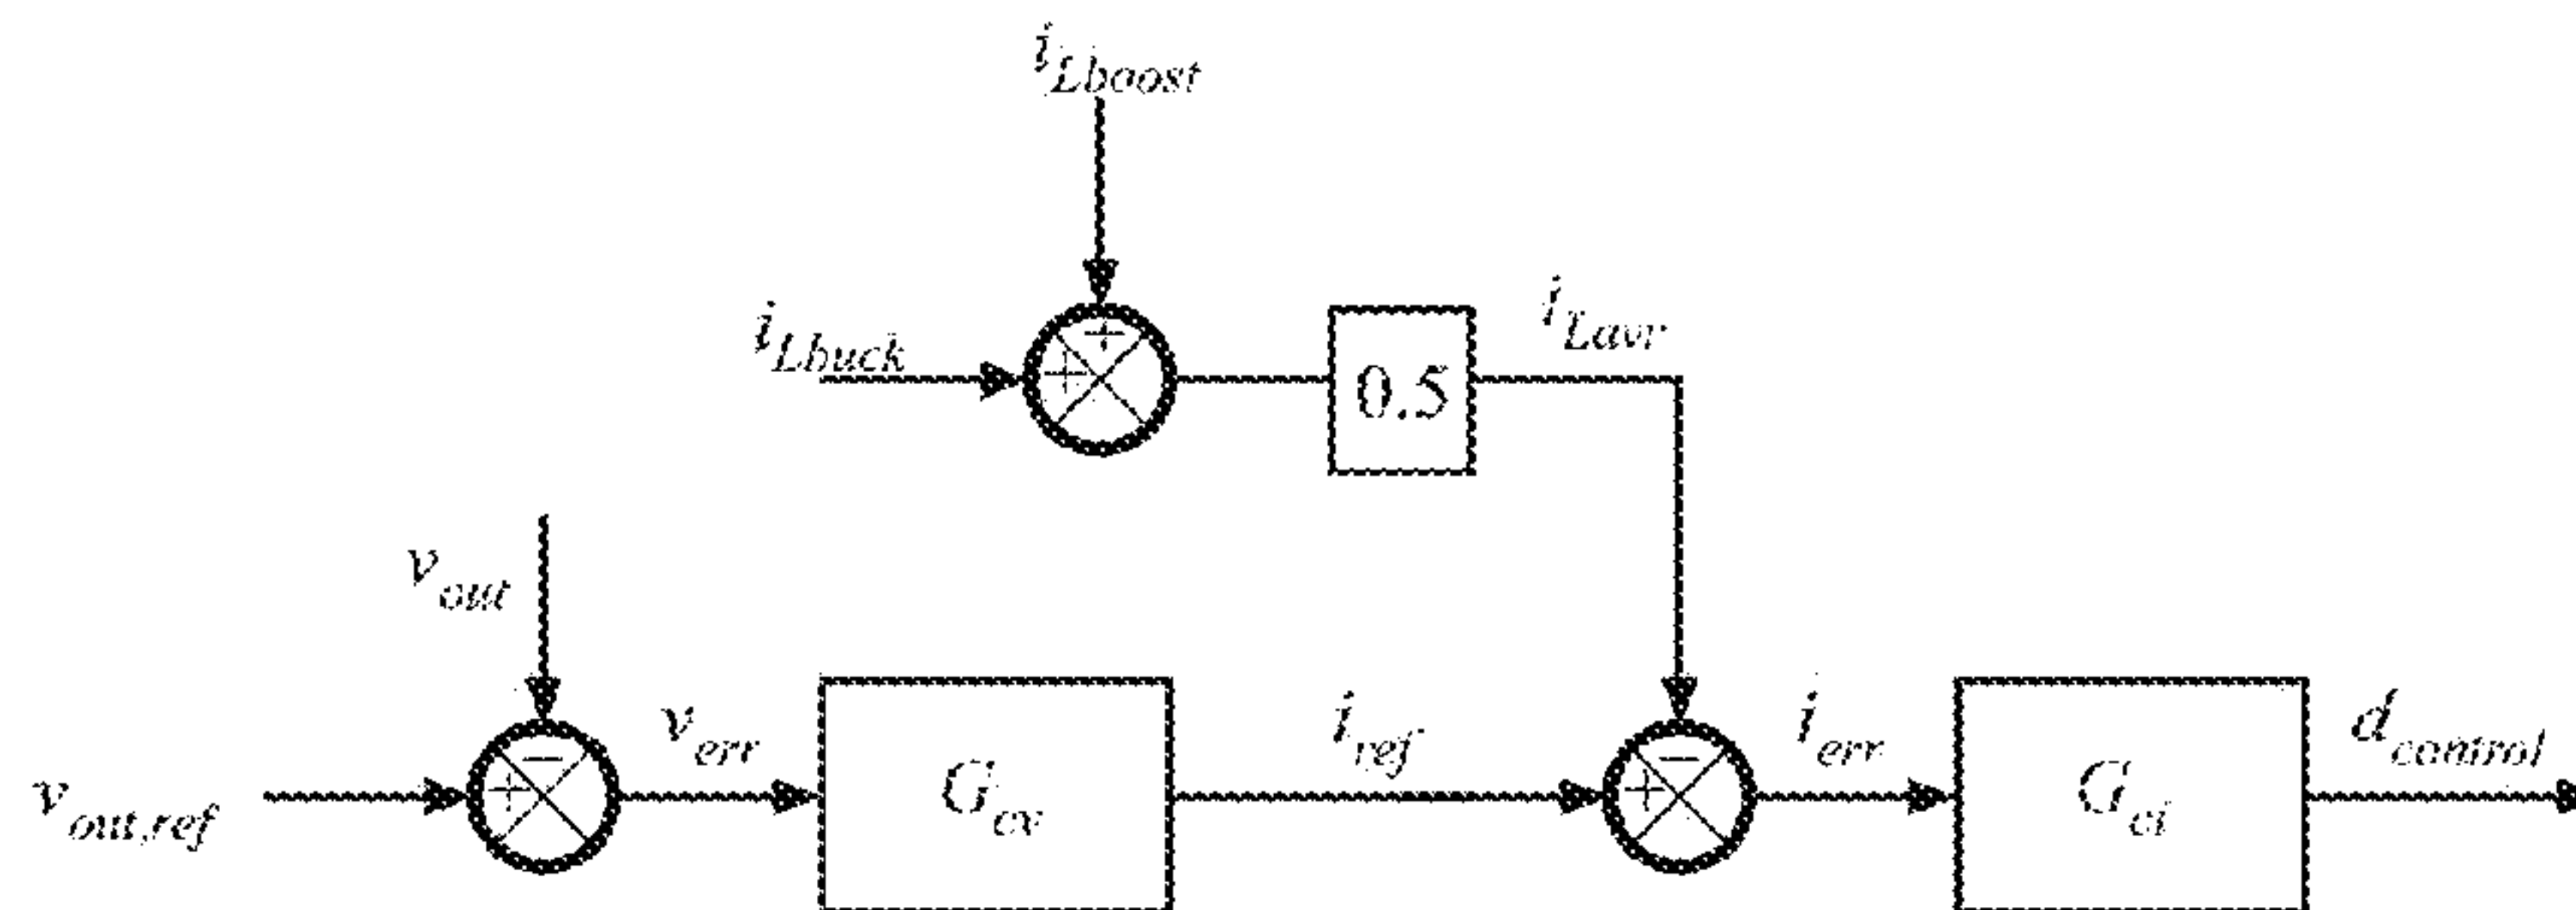 i_Lboost
i_Lbuck
+
+
0.5
i_Lavr
v_out
v_out,ref
+
−
v_err
G_cv
i_ref
+
−
i_err
G_ci
d_control